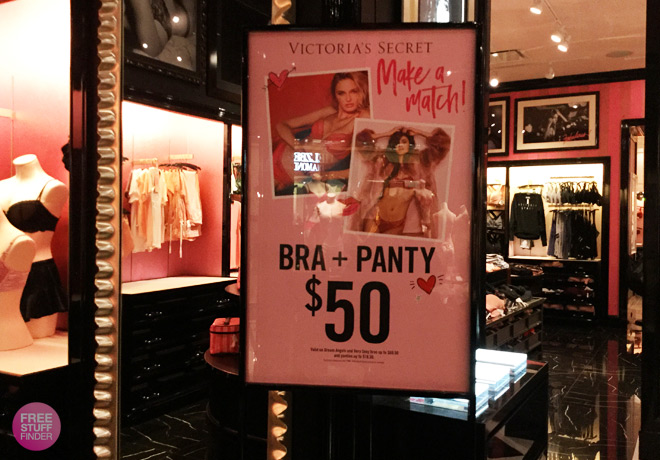 VICTORIA'S SECRET
Make a
match!
BRA + PANTY
$50
FREE
STUFF
FINDER